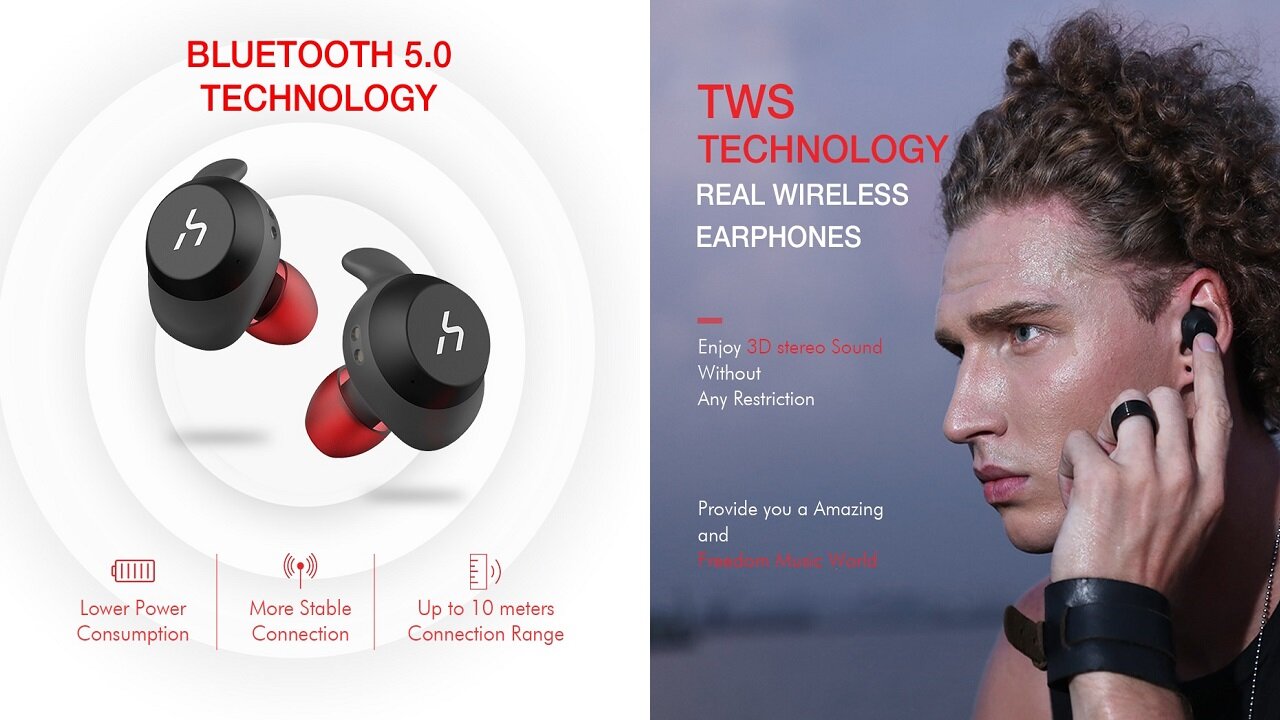 BLUETOOTH 5.0
TECHNOLOGY
Lower Power
Consumption
More Stable
Connection
Up to 10 meters
Connection Range
TWS
TECHNOLOGY
REAL WIRELESS
EARPHONES
Enjoy 3D stereo Sound
Without
Any Restriction
Provide you a Amazing
and
Freedom Music World